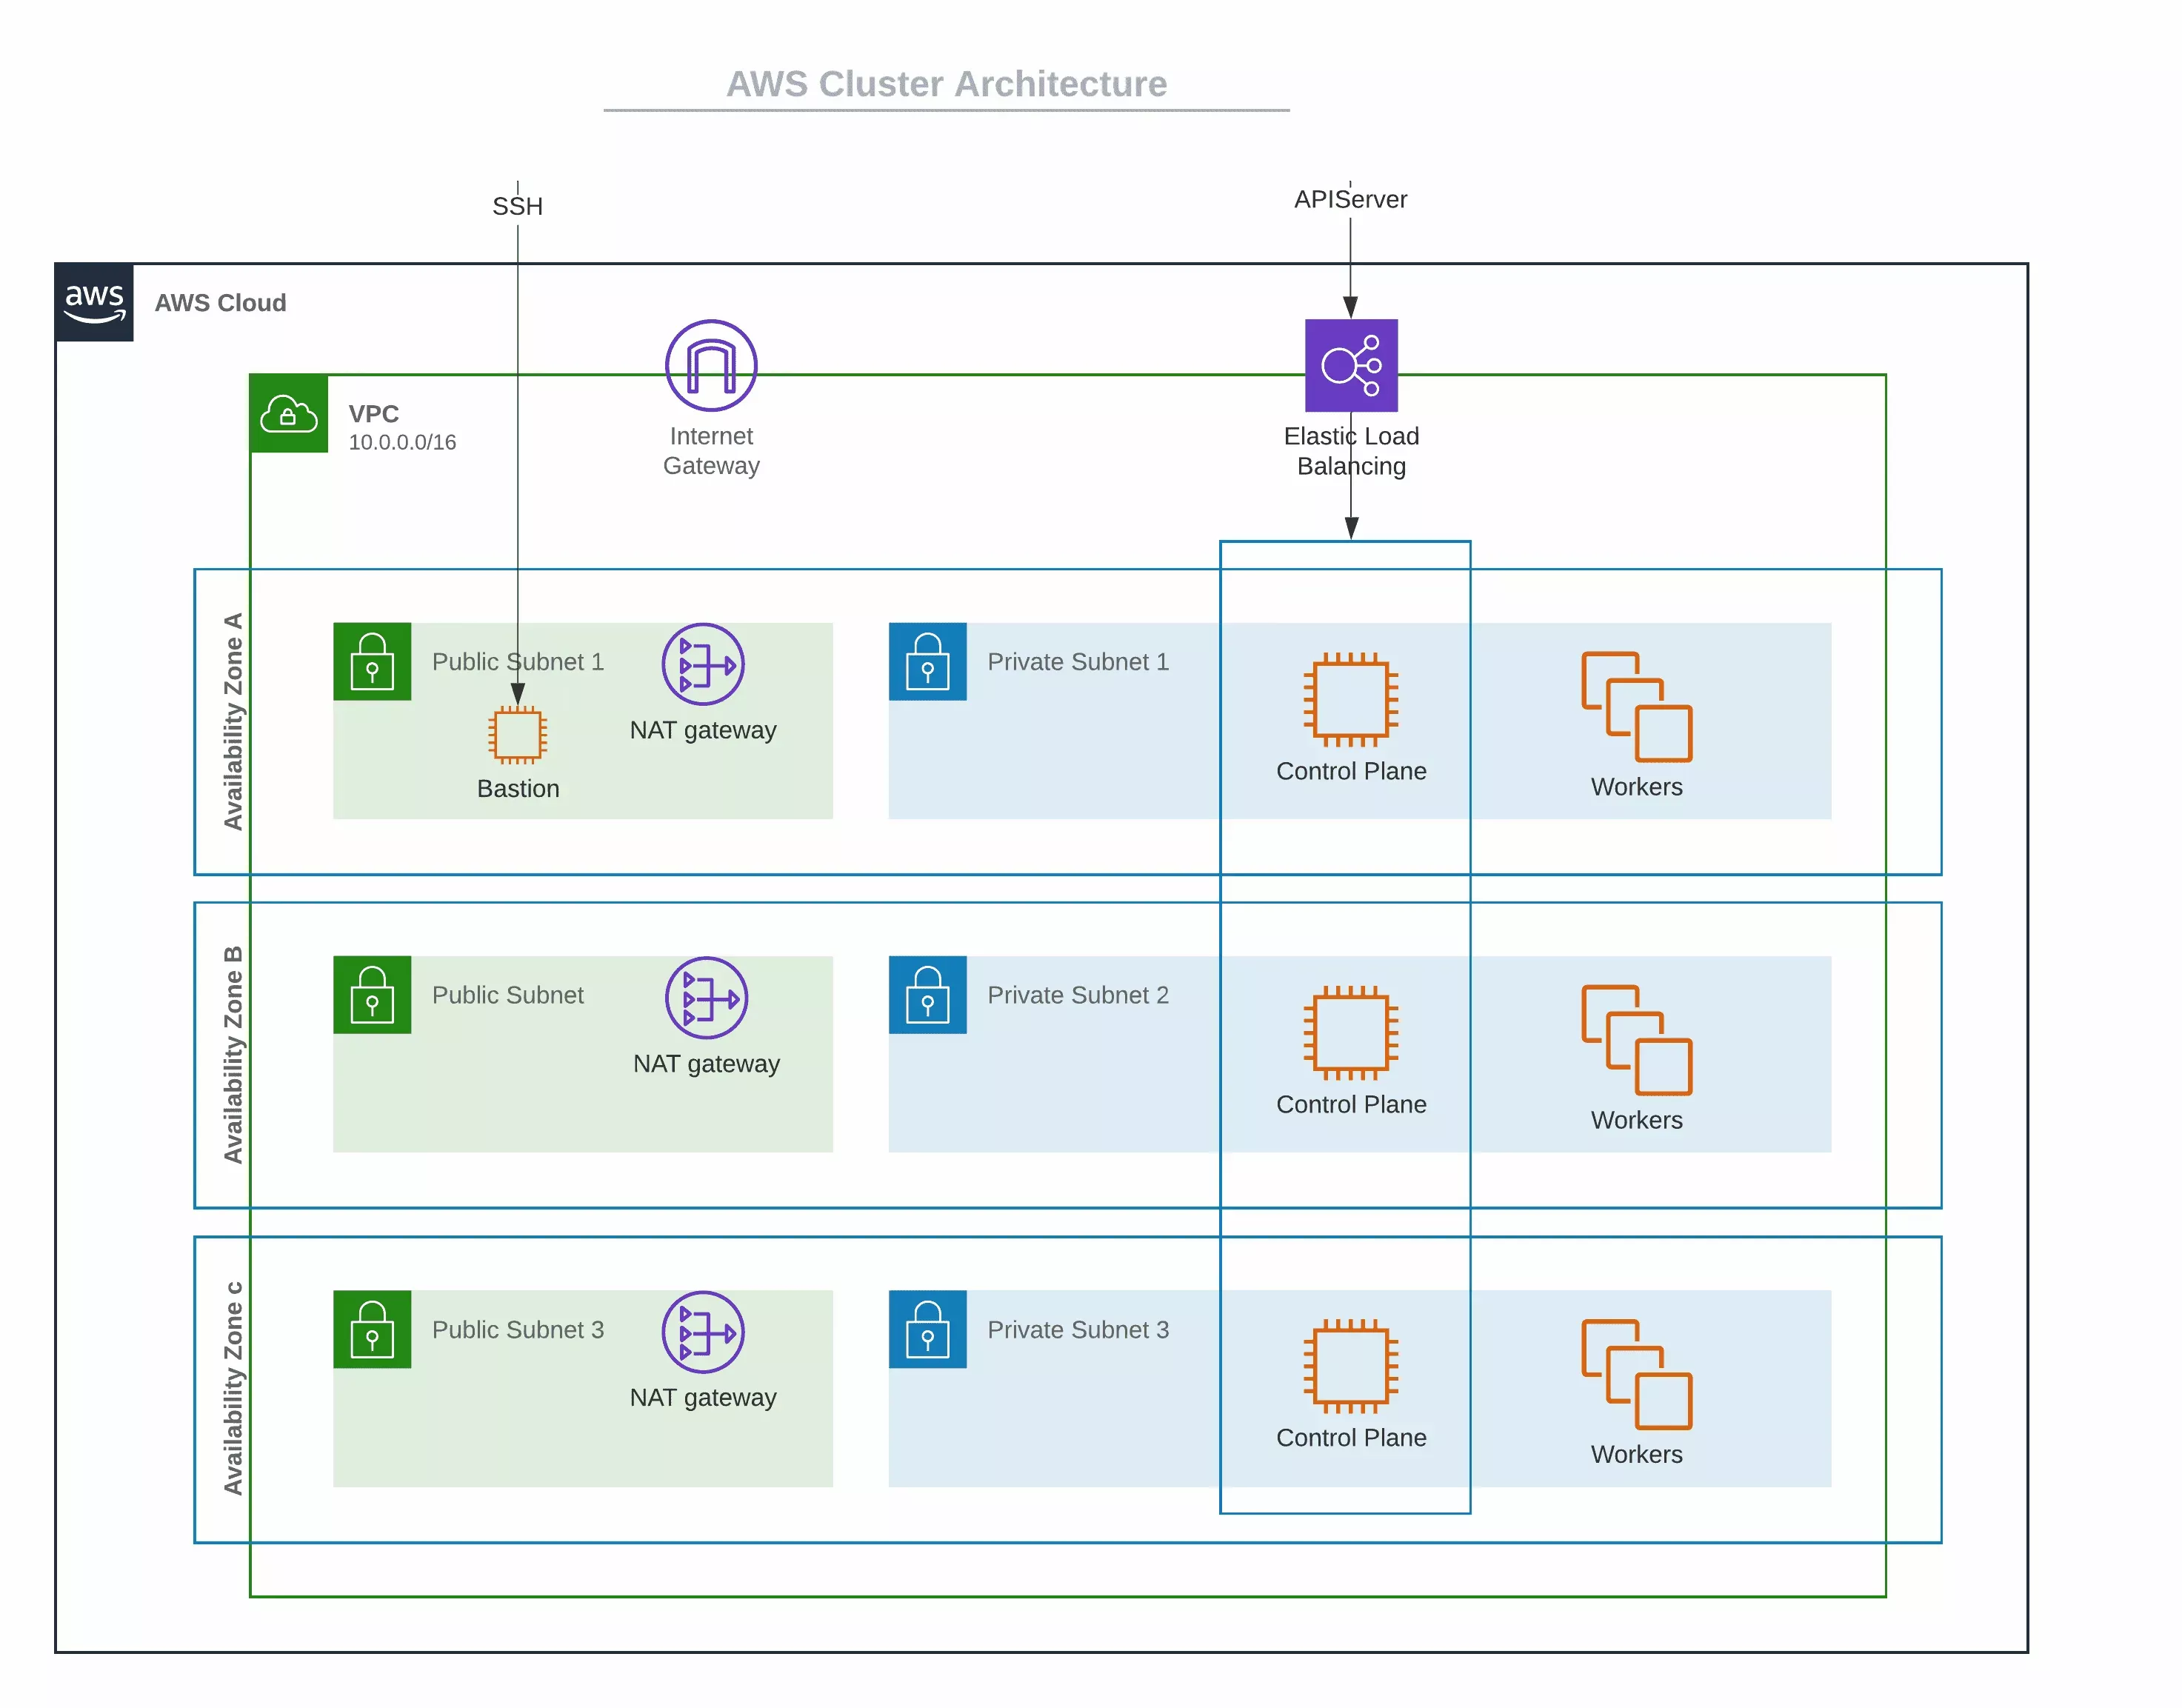 AWS Cluster Architecture
SSH
APIServer
aws
AWS Cloud
VPC
10.0.0.0/16
Internet
Gateway
Elastic Load
Balancing
Availability Zone A
Public Subnet 1
NAT gateway
Bastion
Private Subnet 1
Control Plane
Workers
Availability Zone B
Public Subnet
NAT gateway
Private Subnet 2
Control Plane
Workers
Availability Zone c
Public Subnet 3
NAT gateway
Private Subnet 3
Control Plane
Workers